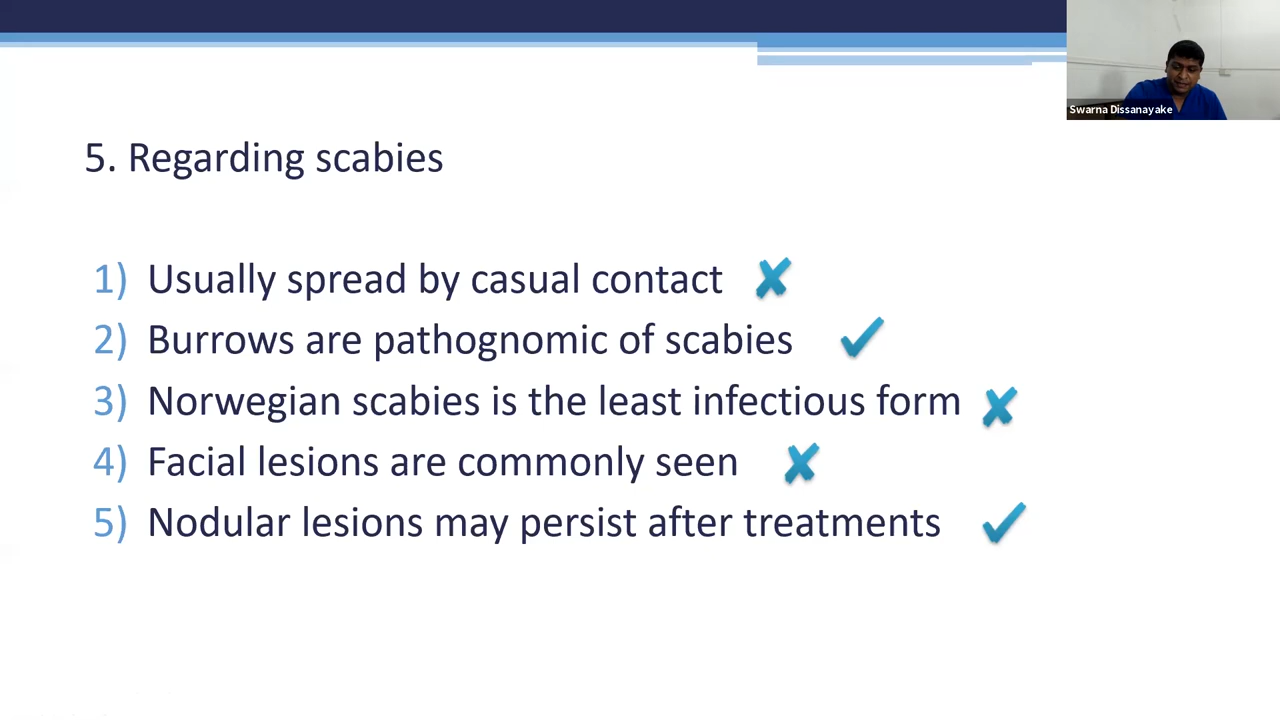 Swarna Dissanayake
5. Regarding scabies
1) Usually spread by casual contact ✘
2) Burrows are pathognomic of scabies ✔
3) Norwegian scabies is the least infectious form ✘
4) Facial lesions are commonly seen ✘
5) Nodular lesions may persist after treatments ✔